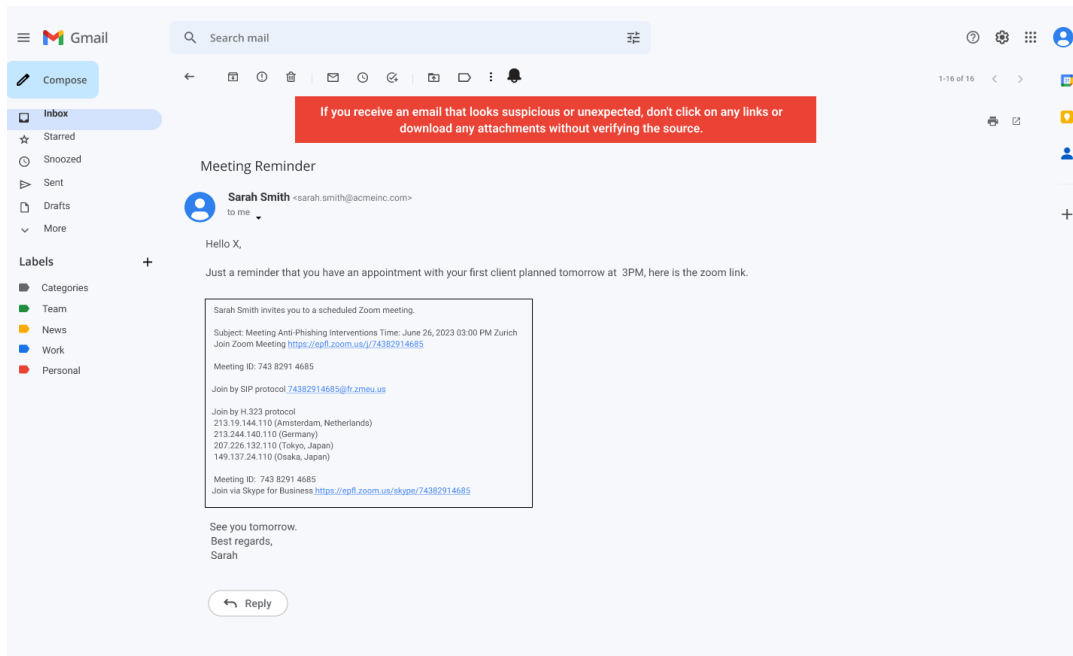 Gmail
Search mail
Compose
1-16 of 16
Inbox
Starred
Snoozed
Sent
Drafts
More
Labels
Categories
Team
News
Work
Personal
If you receive an email that looks suspicious or unexpected, don't click on any links or
download any attachments without verifying the source.
Meeting Reminder
Sarah Smith <sarah.smith@acmeinc.com>
to me
Hello X,
Just a reminder that you have an appointment with your first client planned tomorrow at 3PM, here is the zoom link.
Sarah Smith invites you to a scheduled Zoom meeting.
Subject: Meeting Anti-Phishing Interventions Time: June 26, 2023 03:00 PM Zurich
Join Zoom Meeting https://epfl.zoom.us/j/74382914685
Meeting ID: 743 8291 4685
Join by SIP protocol 74382914685@fr.zmeu.us
Join by H.323 protocol
213.19.144.110 (Amsterdam, Netherlands)
213.244.140.110 (Germany)
207.226.132.110 (Tokyo, Japan)
149.137.24.110 (Osaka, Japan)
Meeting ID: 743 8291 4685
Join via Skype for Business https://epfl.zoom.us/skype/74382914685
See you tomorrow.
Best regards,
Sarah
Reply